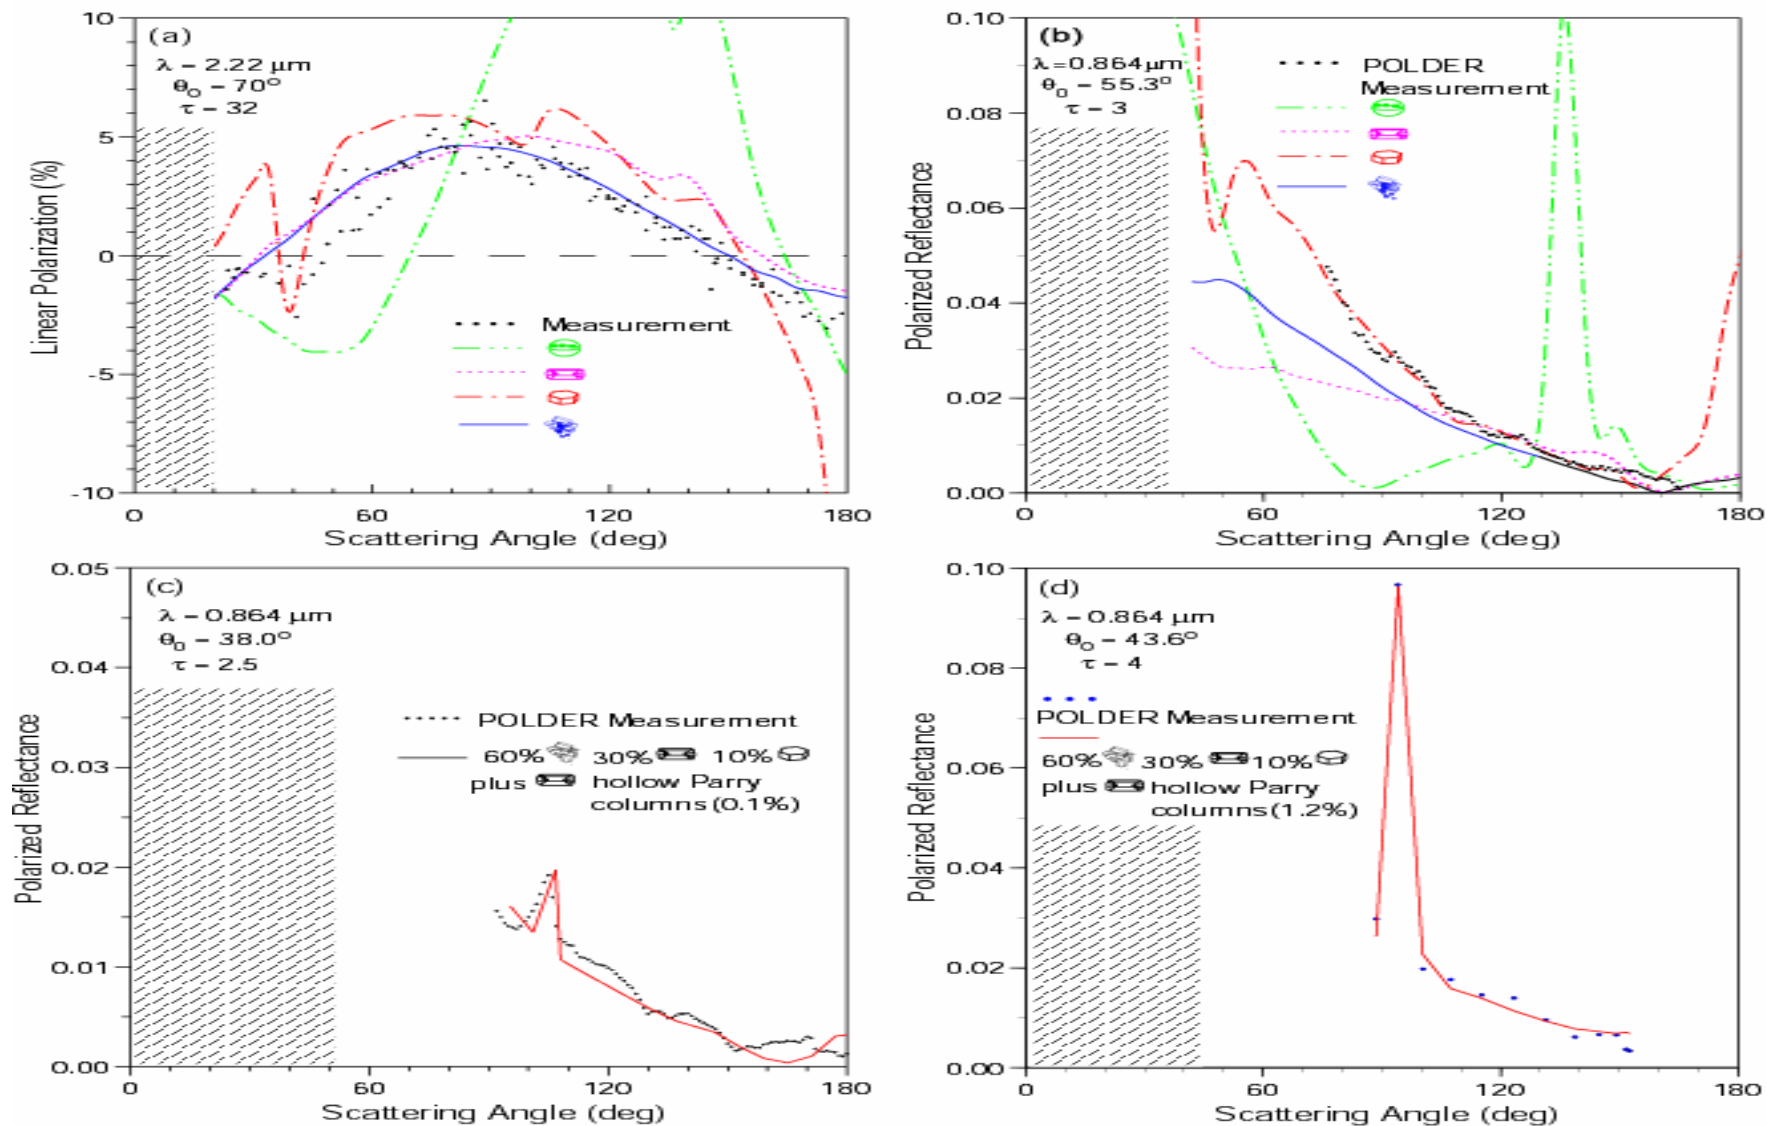 (a)
λ – 2.22 µm
θ₀ – 70°
τ – 32
Measurement
10
5
0
-5
-10
60
120
180
Linear Polarization (%)
Scattering Angle (deg)
(b)
λ=0.864µm
θ₀ – 55.3°
τ – 3
POLDER
Measurement
0.10
0.08
0.06
0.04
0.02
0.00
0
60
120
180
Polarized Reflectance
Scattering Angle (deg)
(c)
λ – 0.864 µm
θ₀ – 38.0°
τ – 2.5
POLDER Measurement
60% 30% 10%
plus hollow Parry
columns (0.1%)
0.05
0.04
0.03
0.02
0.01
0.00
0
60
120
180
Polarized Reflectance
Scattering Angle (deg)
(d)
λ – 0.864 µm
θ₀ – 43.6°
τ – 4
POLDER Measurement
60% 30% 10%
plus hollow Parry
columns (1.2%)
0.10
0.08
0.06
0.04
0.02
0.00
0
60
120
180
Polarized Reflectance
Scattering Angle (deg)